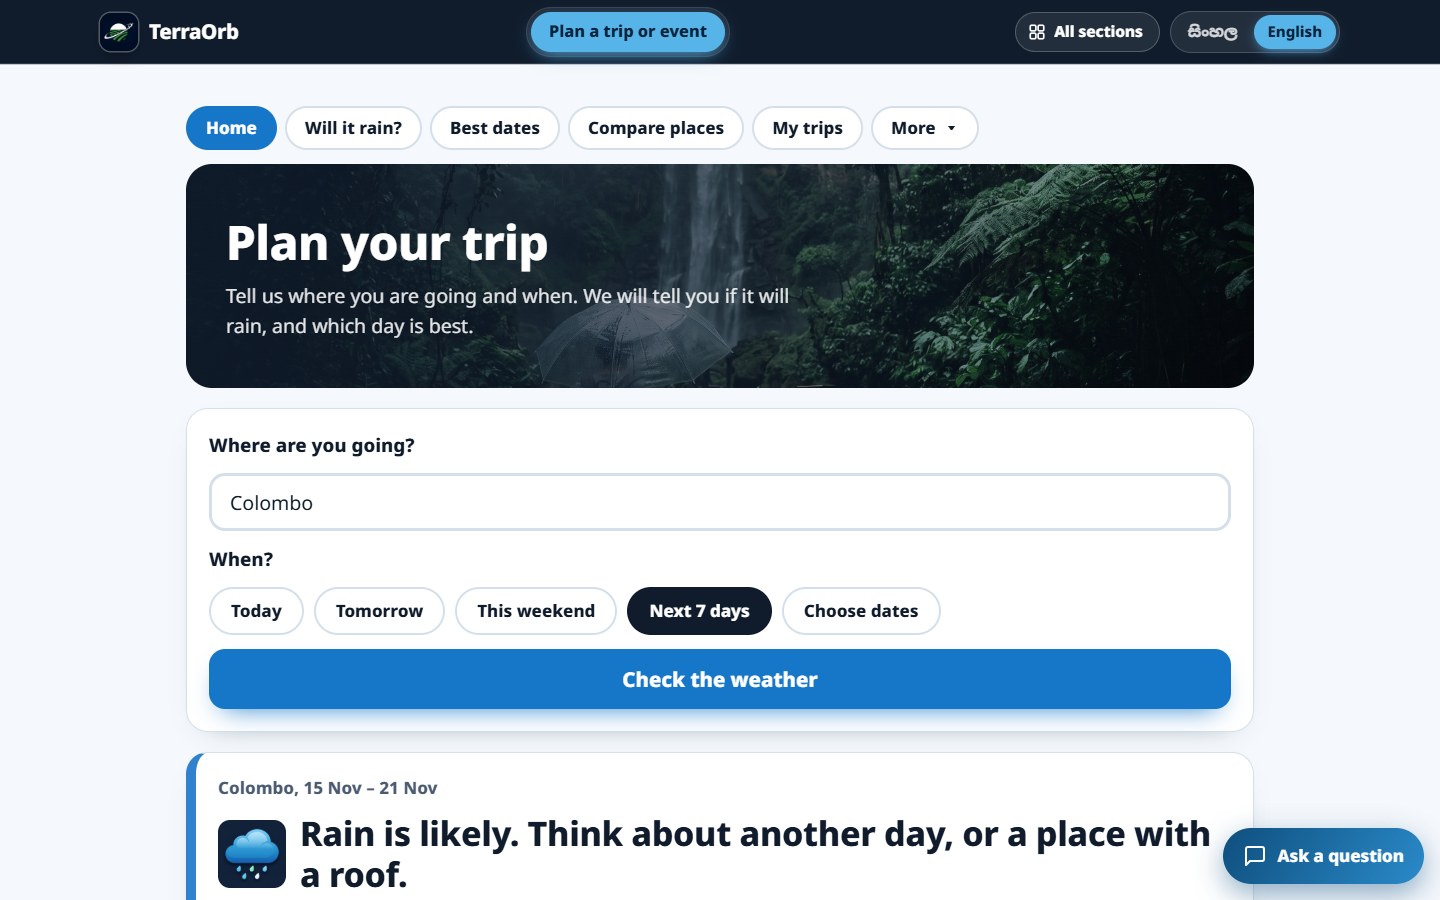 TerraOrb
Plan a trip or event
All sections
සිංහල
English
Home
Will it rain?
Best dates
Compare places
My trips
More
Plan your trip
Tell us where you are going and when. We will tell you if it will
rain, and which day is best.
Where are you going?
Colombo
When?
Today
Tomorrow
This weekend
Next 7 days
Choose dates
Check the weather
Colombo, 15 Nov – 21 Nov
Rain is likely. Think about another day, or a place with
a roof.
Ask a question